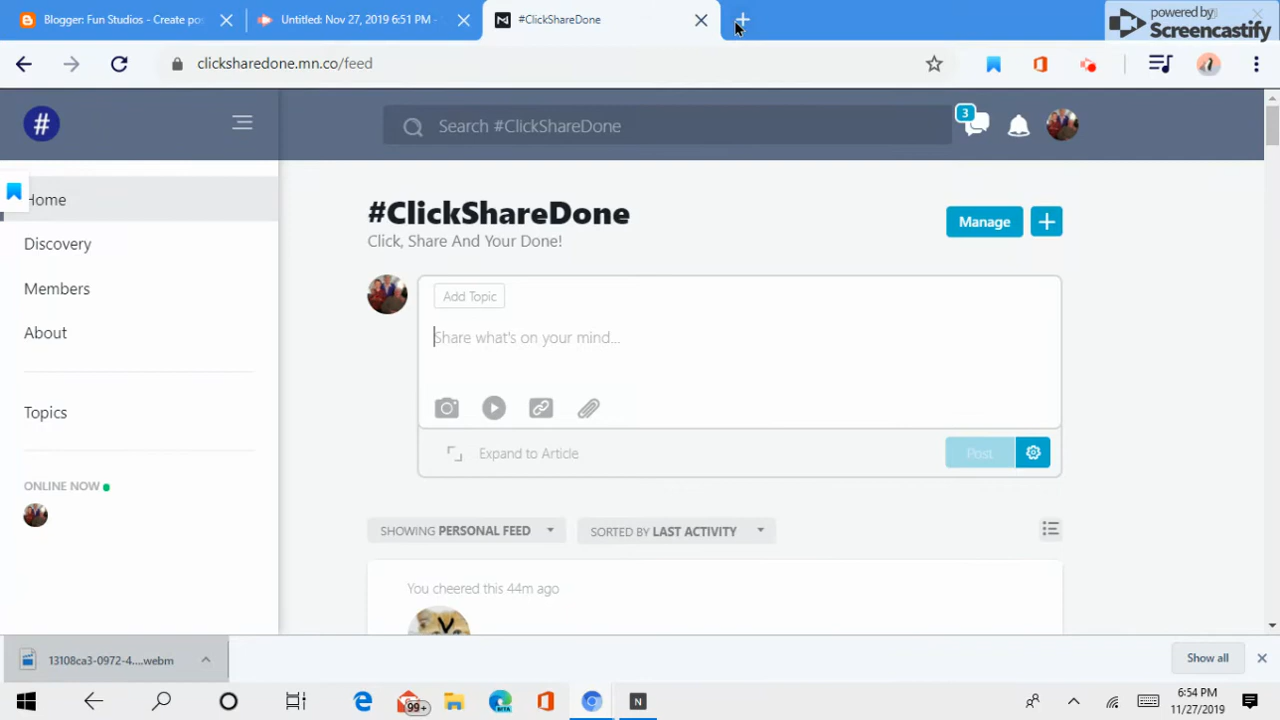 Blogger: Fun Studios - Create pos
Untitled: Nov 27, 2019 6:51 PM -
#ClickShareDone
powered by
Screencastify
clicksharedone.mn.co/feed
#
Search #ClickShareDone
3
Home
Discovery
Members
About
Topics
ONLINE NOW
#ClickShareDone
Click, Share And Your Done!
Manage
Add Topic
Share what's on your mind...
Expand to Article
Post
SHOWING PERSONAL FEED
SORTED BY LAST ACTIVITY
You cheered this 44m ago
13108ca3-0972-4....webm
Show all
99+
BETA
N
6:54 PM
11/27/2019